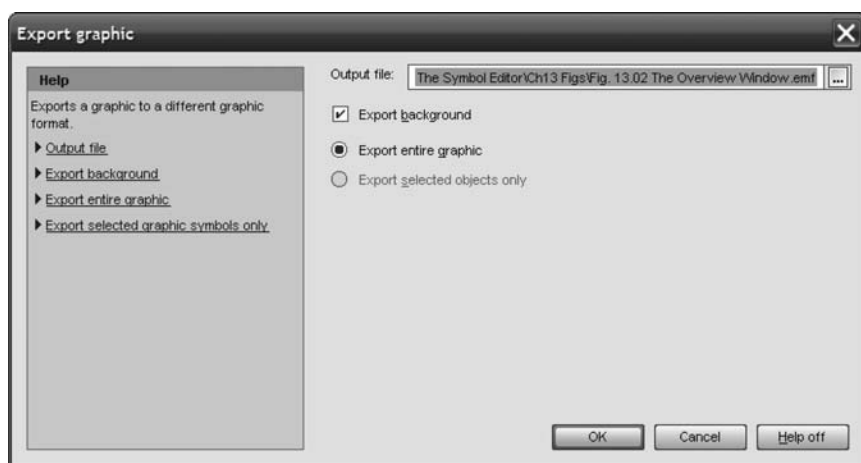 Export graphic
Help
Exports a graphic to a different graphic
format.
Output file
Export background
Export entire graphic
Export selected graphic symbols only
Output file: The Symbol Editor\Ch13 Figs\Fig. 13.02 The Overview Window.emf ...
Export background
Export entire graphic
Export selected objects only
OK Cancel Help off